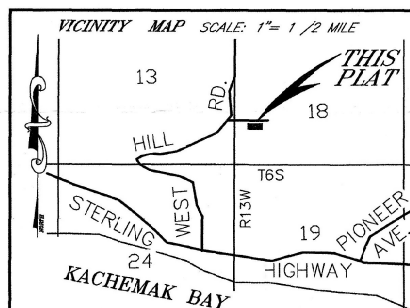 VICINITY MAP SCALE: 1"= 1 /2 MILE
THIS
PLAT
13
RD.
18
HILL
T6S
WEST
R13W
STERLING
PIONEER
AVE.
19
24
HIGHWAY
KACHEMAK BAY